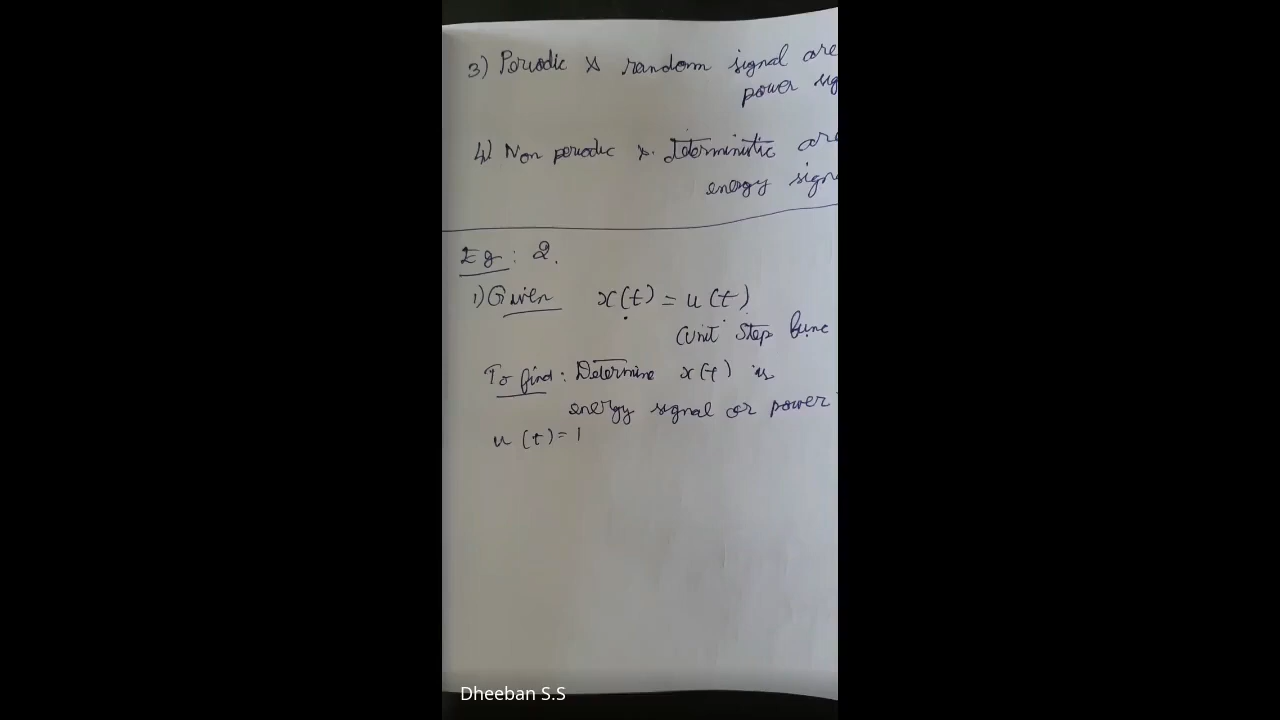 3) Periodic & random signal are
power sig
4) Non periodic & Deterministic are
energy signa
Eg: 2.
1) Given x(t) = u(t)
(unit step func
To find: Determine x(t) is
energy signal or power
u(t)=1
Dheeban S.S